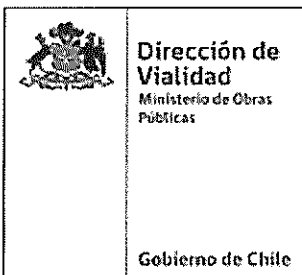 Dirección de
Vialidad
Ministerio de Obras
Públicas
Gobierno de Chile